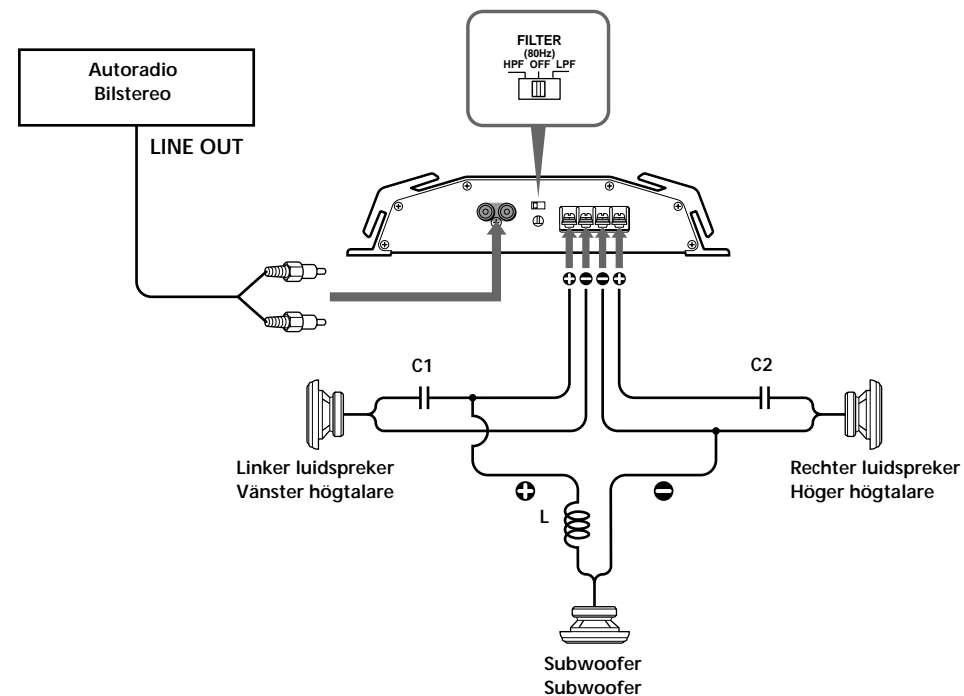 FILTER
(80Hz)
HPF OFF LPF
Autoradio
Bilstereo
LINE OUT
C1
C2
Linker luidspreker
Vänster högtalare
Rechter luidspreker
Höger högtalare
L
Subwoofer
Subwoofer